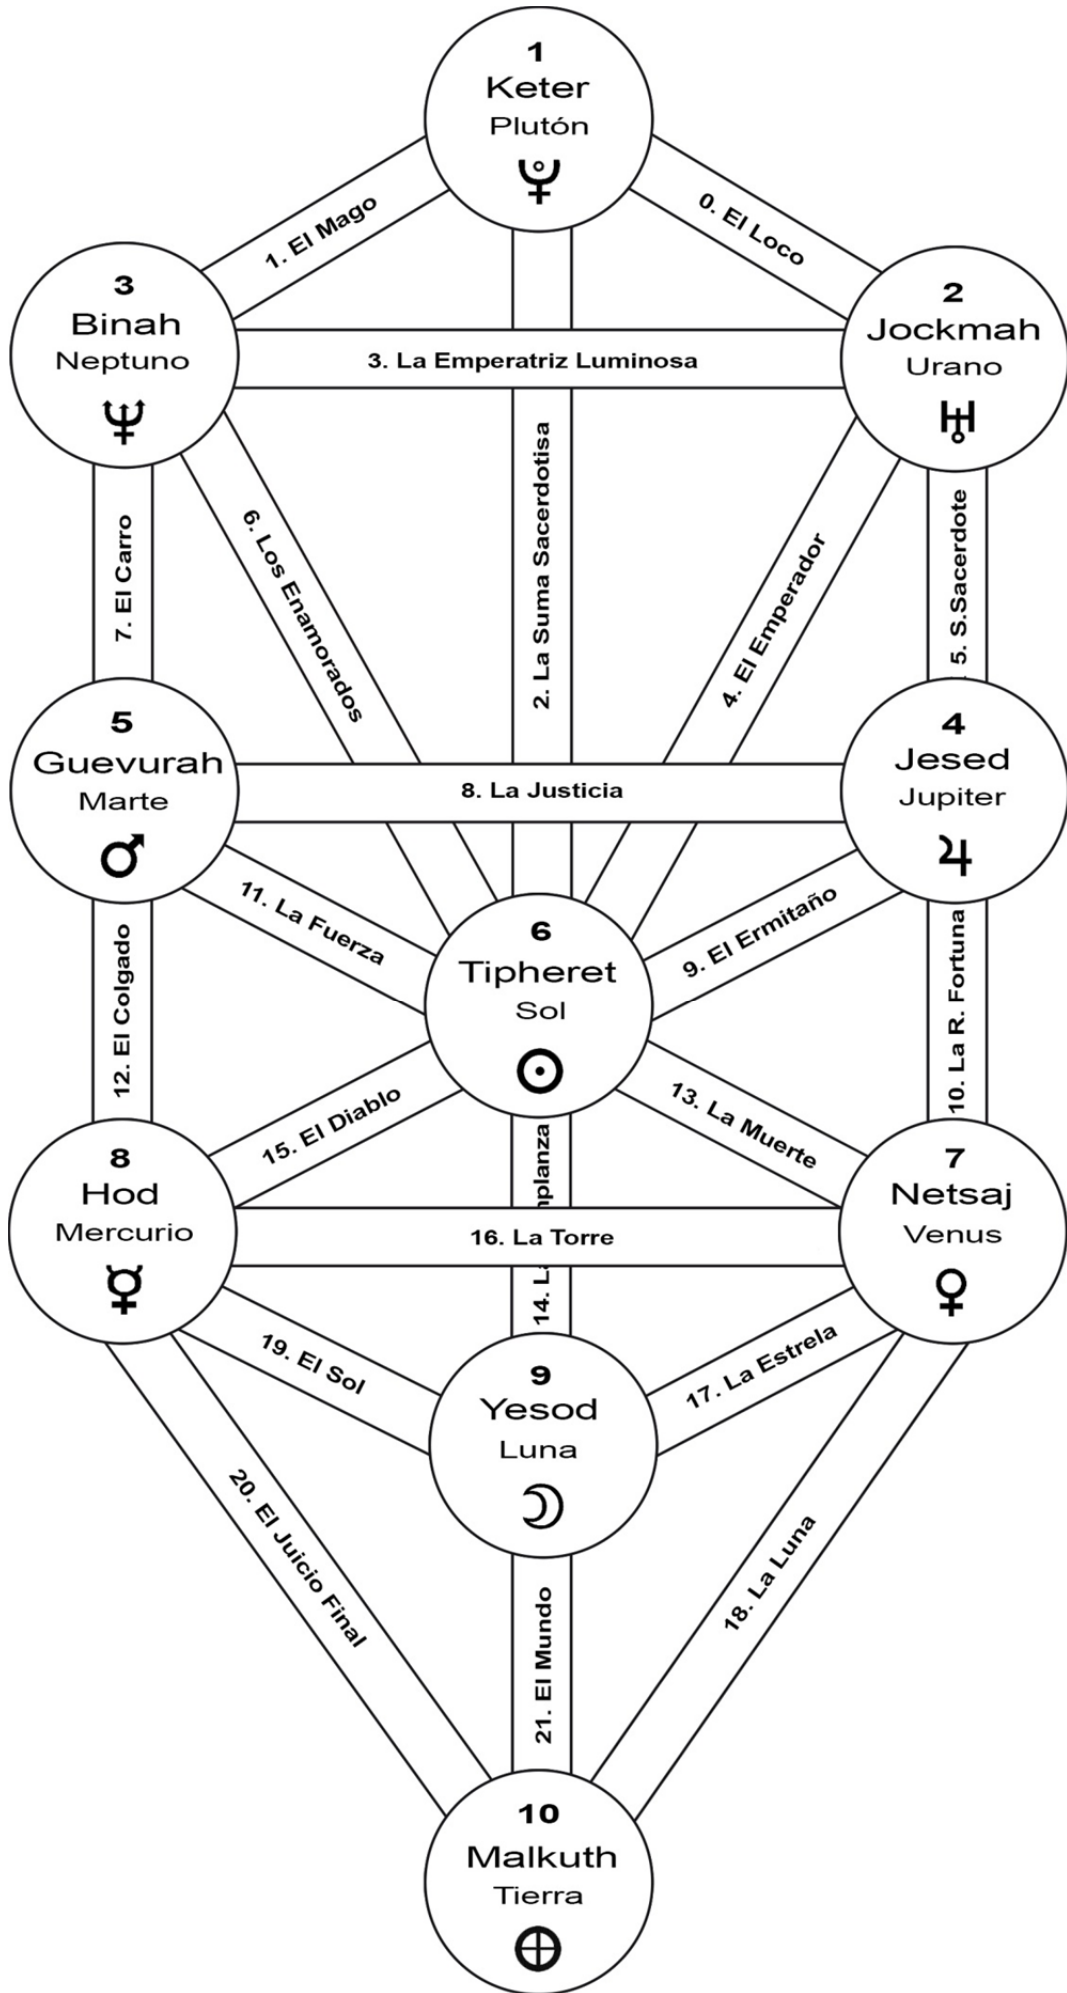 1
Keter
Plutón
1. El Mago
0. El Loco
3
Binah
Neptuno
2
Jockmah
Urano
3. La Emperatriz Luminosa
7. El Carro
6. Los Enamorados
2. La Suma Sacerdotisa
4. El Emperador
5. S.Sacerdote
5
Guevurah
Marte
4
Jesed
Jupiter
8. La Justicia
11. La Fuerza
9. El Ermitaño
12. El Colgado
10. La R. Fortuna
6
Tipheret
Sol
15. El Diablo
13. La Muerte
14.
8
Hod
Mercurio
7
Netsaj
Venus
16. La Torre
19. El Sol
17. La Estrela
9
Yesod
Luna
20. El Juicio Final
18. La Luna
21. El Mundo
10
Malkuth
Tierra